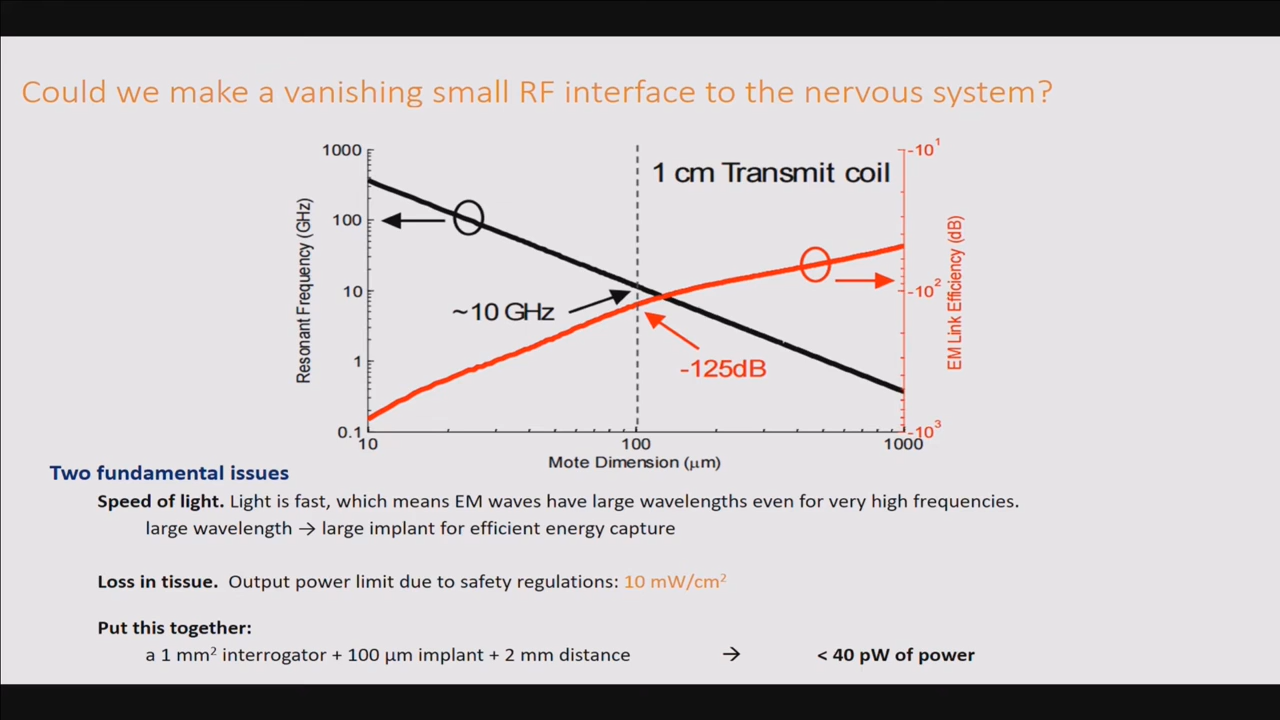 Could we make a vanishing small RF interface to the nervous system?
1000
100
10
1
0.1
Resonant Frequency (GHz)
1 cm Transmit coil
~10 GHz
-125dB
-10¹
-10²
-10³
EM Link Efficiency (dB)
10
100
1000
Mote Dimension (μm)
Two fundamental issues
Speed of light. Light is fast, which means EM waves have large wavelengths even for very high frequencies.
large wavelength → large implant for efficient energy capture
Loss in tissue. Output power limit due to safety regulations: 10 mW/cm²
Put this together:
a 1 mm² interrogator + 100 μm implant + 2 mm distance → < 40 pW of power